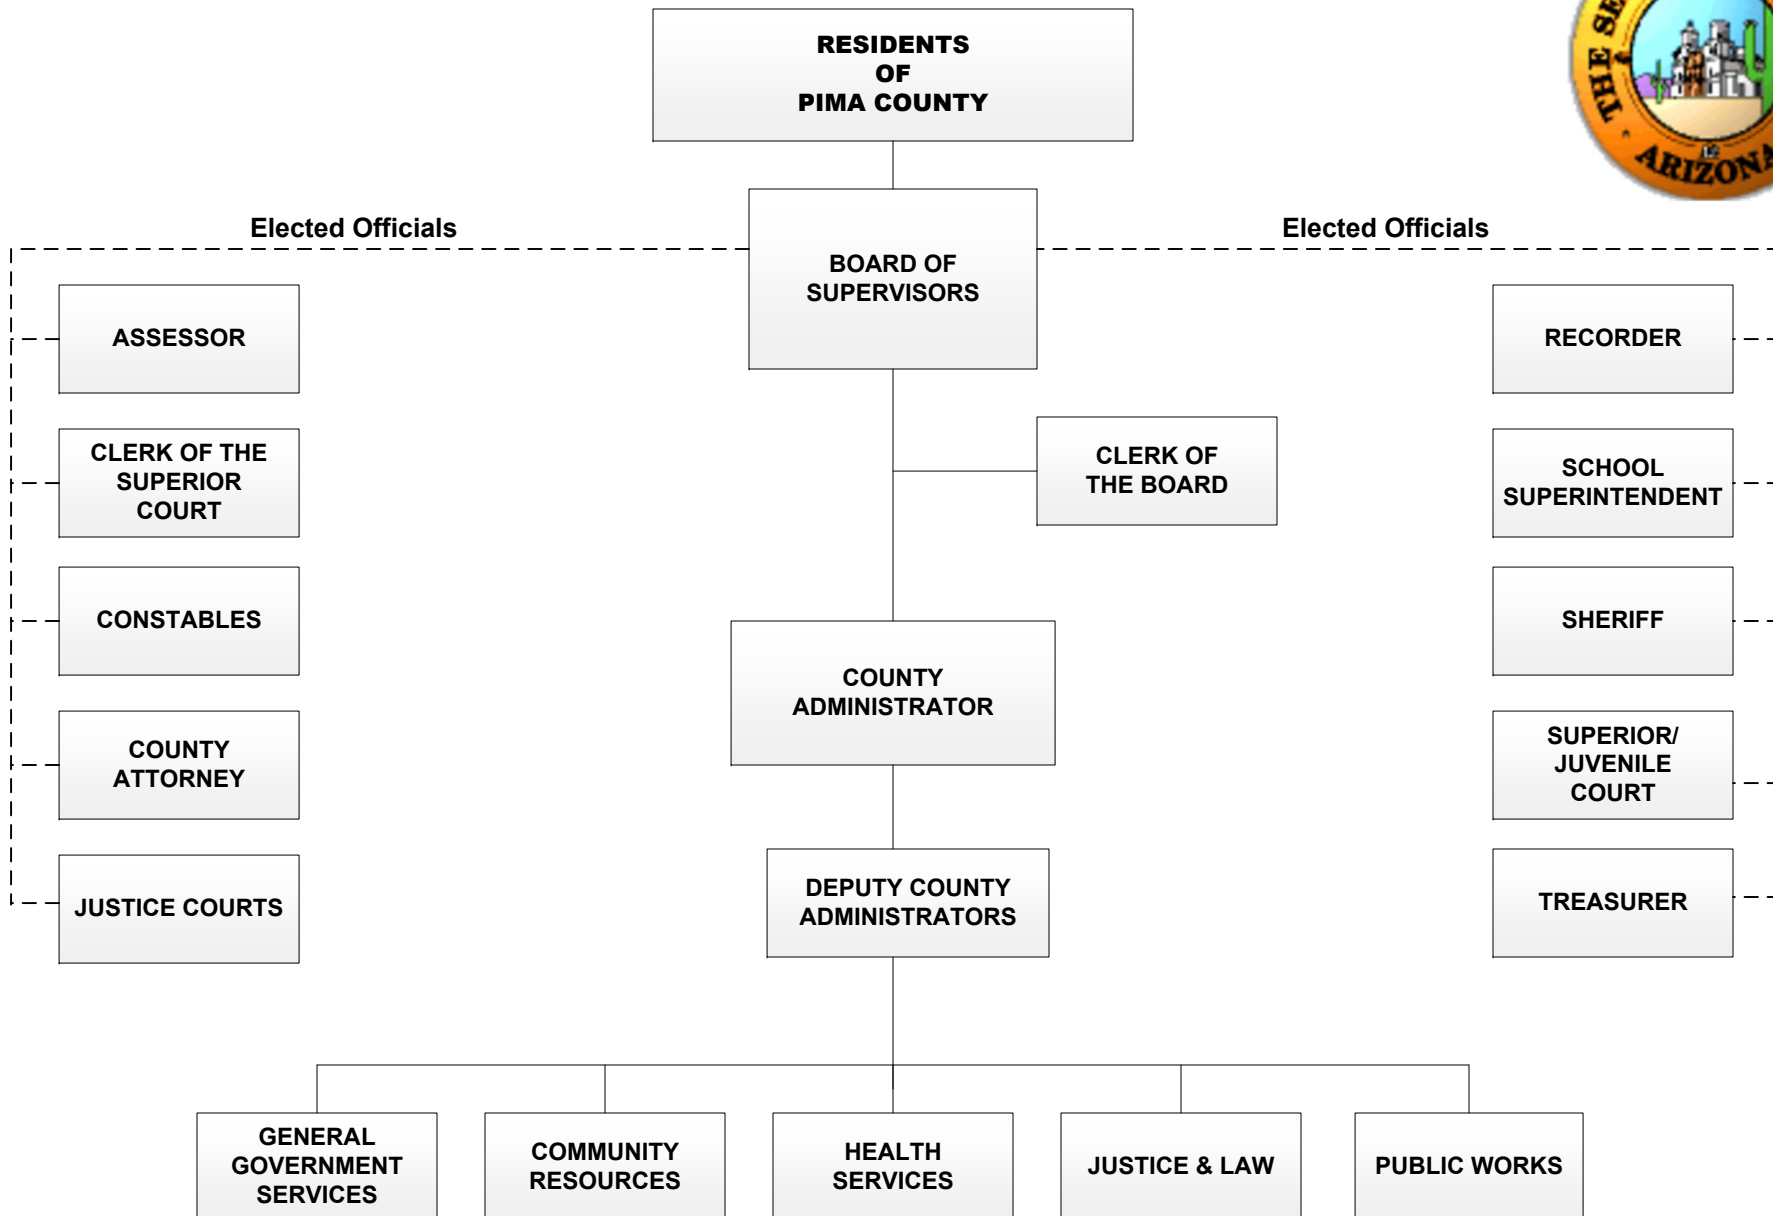 RESIDENTS
OF
PIMA COUNTY
THE SE
ARIZONA
Elected Officials
Elected Officials
BOARD OF
SUPERVISORS
ASSESSOR
RECORDER
CLERK OF THE
SUPERIOR
COURT
CLERK OF
THE BOARD
SCHOOL
SUPERINTENDENT
CONSTABLES
SHERIFF
COUNTY
ADMINISTRATOR
COUNTY
ATTORNEY
SUPERIOR/
JUVENILE
COURT
JUSTICE COURTS
DEPUTY COUNTY
ADMINISTRATORS
TREASURER
GENERAL
GOVERNMENT
SERVICES
COMMUNITY
RESOURCES
HEALTH
SERVICES
JUSTICE & LAW
PUBLIC WORKS